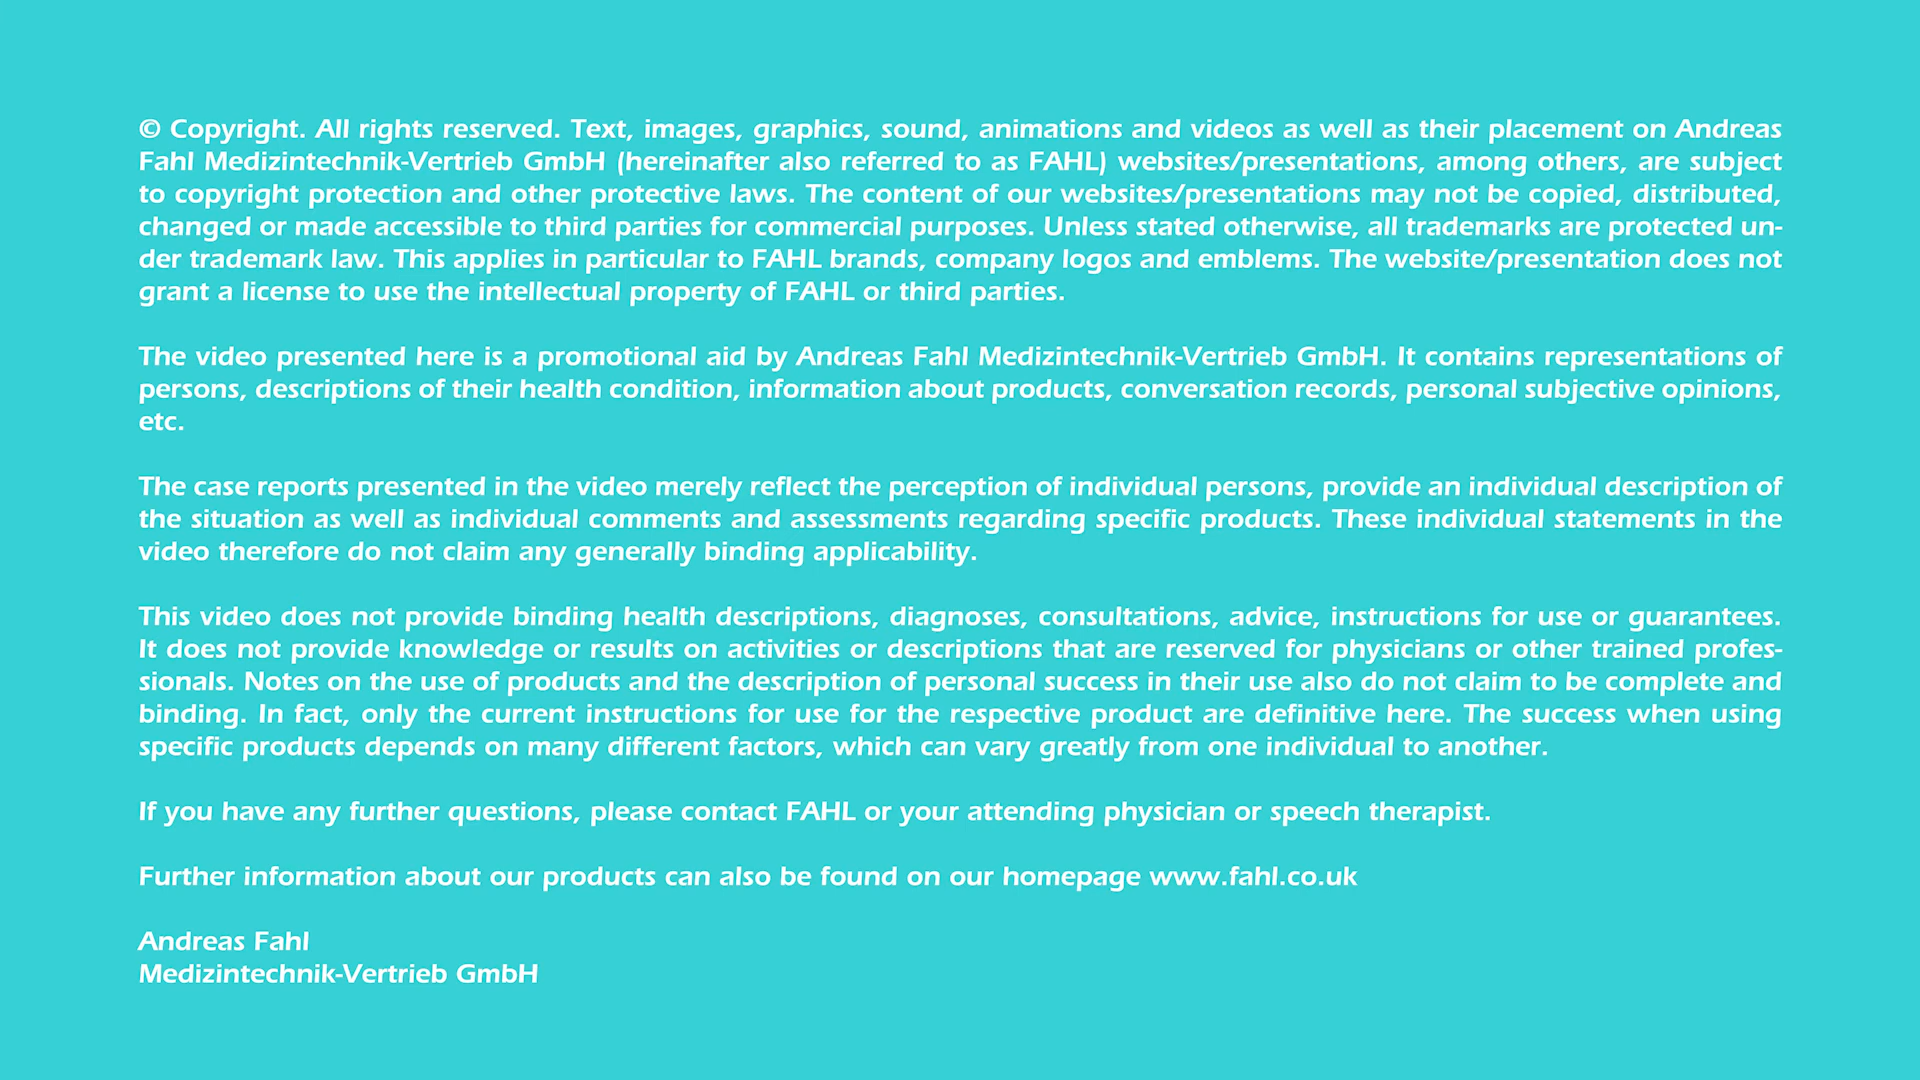 © Copyright. All rights reserved. Text, images, graphics, sound, animations and videos as well as their placement on Andreas
Fahl Medizintechnik-Vertrieb GmbH (hereinafter also referred to as FAHL) websites/presentations, among others, are subject
to copyright protection and other protective laws. The content of our websites/presentations may not be copied, distributed,
changed or made accessible to third parties for commercial purposes. Unless stated otherwise, all trademarks are protected un-
der trademark law. This applies in particular to FAHL brands, company logos and emblems. The website/presentation does not
grant a license to use the intellectual property of FAHL or third parties.
The video presented here is a promotional aid by Andreas Fahl Medizintechnik-Vertrieb GmbH. It contains representations of
persons, descriptions of their health condition, information about products, conversation records, personal subjective opinions,
etc.
The case reports presented in the video merely reflect the perception of individual persons, provide an individual description of
the situation as well as individual comments and assessments regarding specific products. These individual statements in the
video therefore do not claim any generally binding applicability.
This video does not provide binding health descriptions, diagnoses, consultations, advice, instructions for use or guarantees.
It does not provide knowledge or results on activities or descriptions that are reserved for physicians or other trained profes-
sionals. Notes on the use of products and the description of personal success in their use also do not claim to be complete and
binding. In fact, only the current instructions for use for the respective product are definitive here. The success when using
specific products depends on many different factors, which can vary greatly from one individual to another.
If you have any further questions, please contact FAHL or your attending physician or speech therapist.
Further information about our products can also be found on our homepage www.fahl.co.uk
Andreas Fahl
Medizintechnik-Vertrieb GmbH